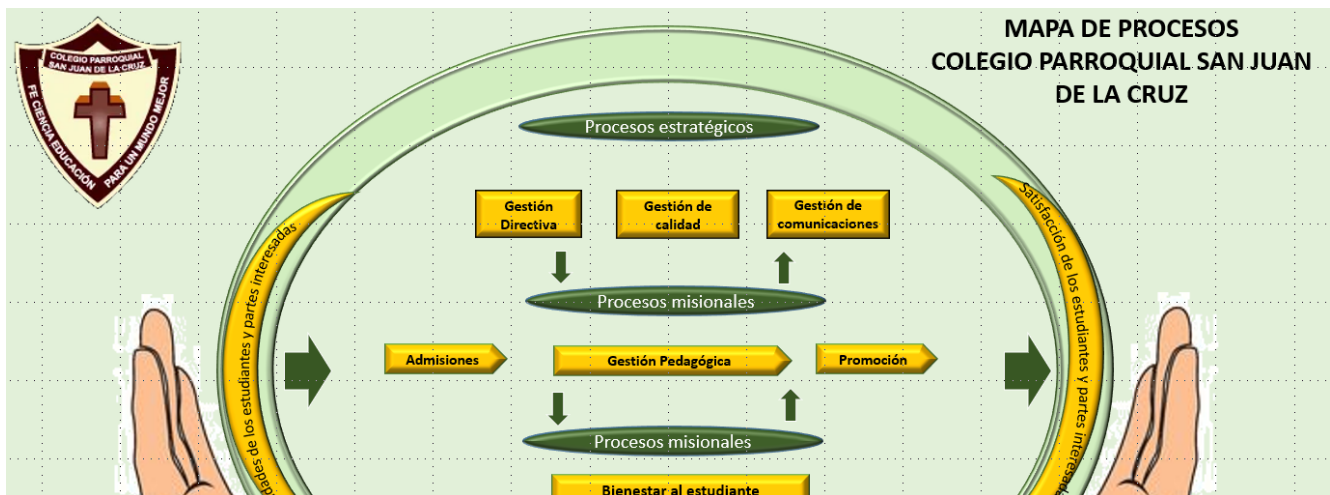 COLEGIO PARROQUIAL
SAN JUAN DE LA CRUZ
FE CIENCIA EDUCACIÓN
PARA UN MUNDO MEJOR
MAPA DE PROCESOS
COLEGIO PARROQUIAL SAN JUAN
DE LA CRUZ
Procesos estratégicos
Gestión
Directiva
Gestión de
calidad
Gestión de
comunicaciones
Procesos misionales
Admisiones
Gestión Pedagógica
Promoción
Procesos misionales
Bienestar al estudiante
de los estudiantes y partes interesadas
Satisfacción de los estudiantes y partes